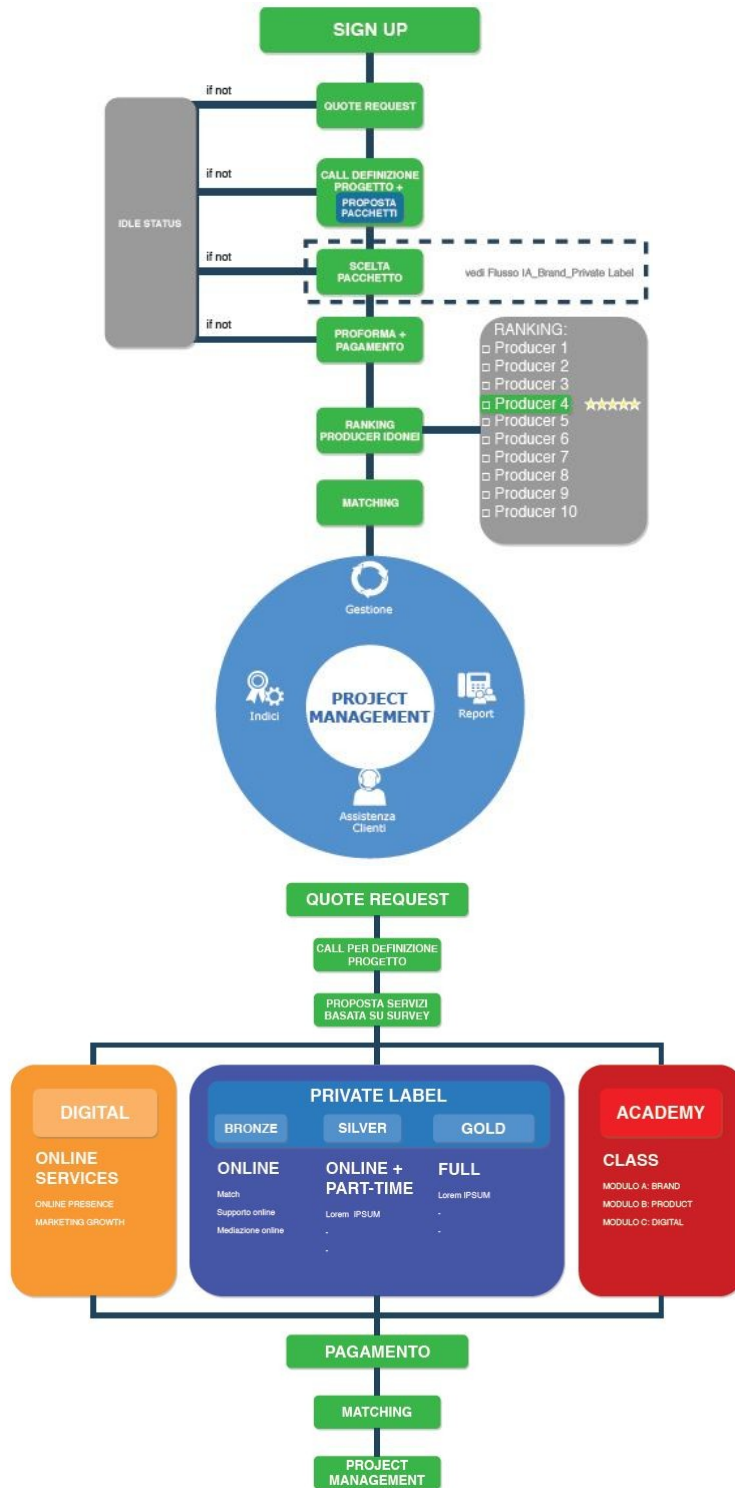 SIGN UP
if not
QUOTE REQUEST
if not
CALL DEFINIZIONE
PROGETTO +
PROPOSTA
PACCHETTI
IDLE STATUS
if not
SCELTA
PACCHETTO
vedi Flusso IA_Brand_Private Label
if not
PROFORMA +
PAGAMENTO
RANKING:
Producer 1
Producer 2
Producer 3
Producer 4
Producer 5
Producer 6
Producer 7
Producer 8
Producer 9
Producer 10
RANKING
PRODUCER IDONEI
MATCHING
Gestione
Indici
PROJECT
MANAGEMENT
Report
Assistenza
Clienti
QUOTE REQUEST
CALL PER DEFINIZIONE
PROGETTO
PROPOSTA SERVIZI
BASATA SU SURVEY
DIGITAL
ONLINE
SERVICES
ONLINE PRESENCE
MARKETING GROWTH
PRIVATE LABEL
BRONZE
SILVER
GOLD
ONLINE
Match
Supporto online
Mediazione online
ONLINE +
PART-TIME
Lorem IPSUM
-
-
FULL
Lorem IPSUM
-
-
ACADEMY
CLASS
MODULO A: BRAND
MODULO B: PRODUCT
MODULO C: DIGITAL
PAGAMENTO
MATCHING
PROJECT
MANAGEMENT